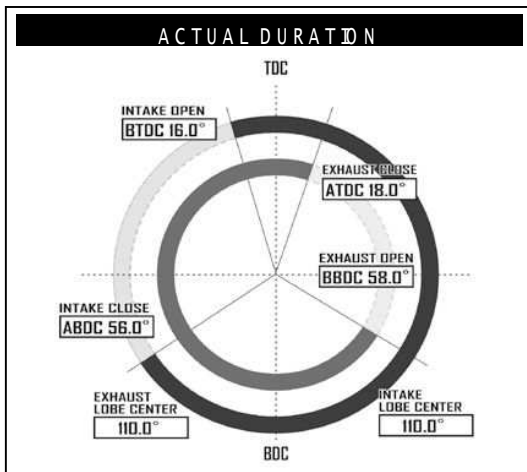 ACTUAL DURATION
TDC
INTAKE OPEN
BTDC 16.0°
EXHAUST CLOSE
ATDC 18.0°
EXHAUST OPEN
BBDC 58.0°
INTAKE CLOSE
ABDC 56.0°
EXHAUST
LOBE CENTER
110.0°
INTAKE
LOBE CENTER
110.0°
BDC